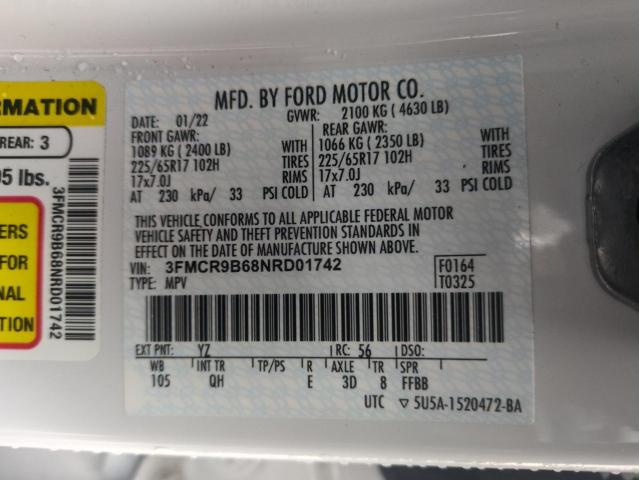 ORMATION
REAR: 3
05 lbs.
3FMCR9B68NRD01742
ERS
FOR
NAL
ION
MFD. BY FORD MOTOR CO.
DATE: 01/22 GVWR: 2100 KG ( 4630 LB)
FRONT GAWR: REAR GAWR:
1089 KG ( 2400 LB) WITH 1066 KG ( 2350 LB) WITH
225/65R17 102H TIRES 225/65R17 102H TIRES
17x7.0J RIMS 17x7.0J RIMS
AT 230 kPa/ 33 PSI COLD AT 230 kPa/ 33 PSI COLD
THIS VEHICLE CONFORMS TO ALL APPLICABLE FEDERAL MOTOR
VEHICLE SAFETY AND THEFT PREVENTION STANDARDS IN
EFFECT ON THE DATE OF MANUFACTURE SHOWN ABOVE.
VIN: 3FMCR9B68NRD01742 F0164
TYPE: MPV T0325
EXT PNT: YZ RC: 56 DSO:
WB INT TR TP/PS R AXLE TR SPR
105 QH E 3D 8 FFBB
UTC ▽ 5U5A-1520472-BA